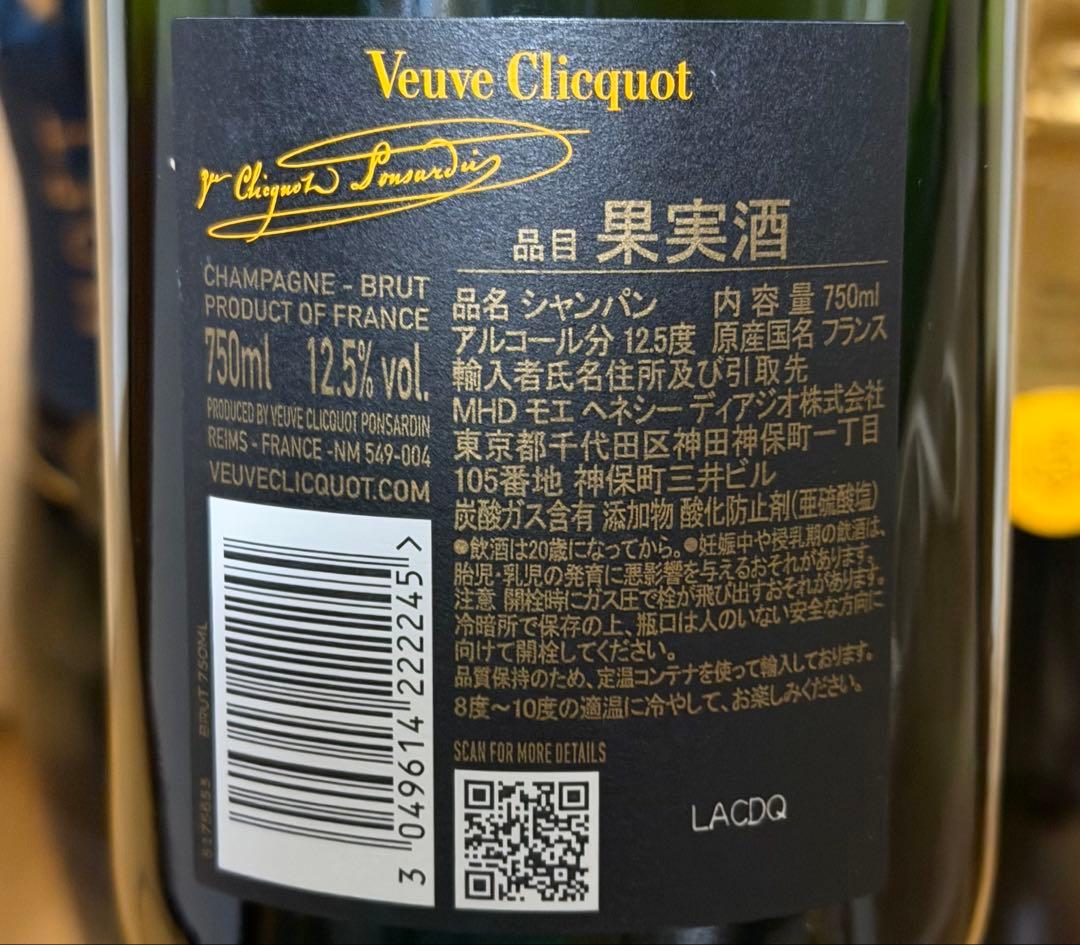 Veuve Clicquot
Vve Clicquot Ponsardin
品目 果実酒
CHAMPAGNE - BRUT
PRODUCT OF FRANCE
750ml 12.5% vol.
PRODUCED BY VEUVE CLICQUOT PONSARDIN
REIMS - FRANCE -NM 549-004
VEUVECLICQUOT.COM
品名 シャンパン 内容量 750ml
アルコール分 12.5度 原産国名 フランス
輸入者氏名住所及び引取先
MHD モエ ヘネシー ディアジオ株式会社
東京都千代田区神田神保町一丁目
105番地 神保町三井ビル
炭酸ガス含有 添加物 酸化防止剤(亜硫酸塩)
●飲酒は20歳になってから。●妊娠中や授乳期の飲酒は、
胎児・乳児の発育に悪影響を与えるおそれがあります。
注意 開栓時にガス圧で栓が飛び出すおそれがあります。
冷暗所で保存の上、瓶口は人のいない安全な方向に
向けて開栓してください。
品質保持のため、定温コンテナを使って輸入しております。
8度〜10度の適温に冷やして、お楽しみください。
SCAN FOR MORE DETAILS
LACDQ
3 049614 222245 >
BRUT 750ML